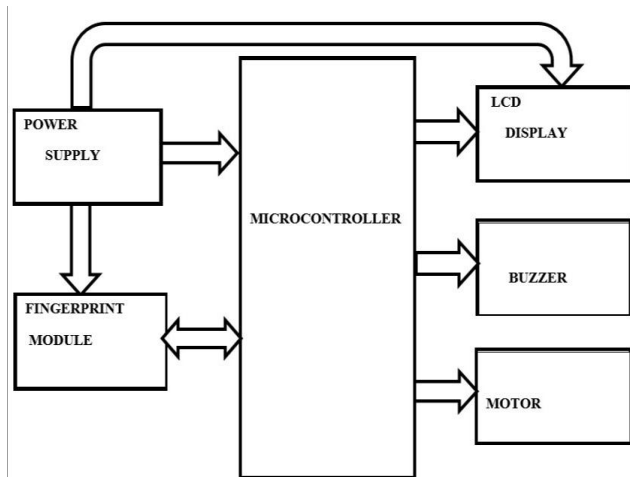 POWER
SUPPLY
LCD
DISPLAY
MICROCONTROLLER
FINGERPRINT
MODULE
BUZZER
MOTOR